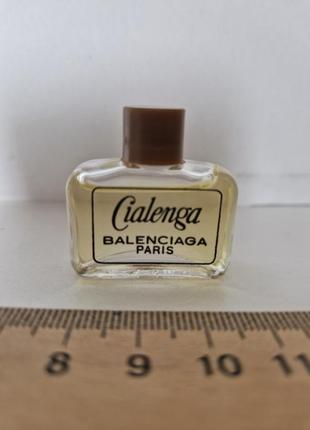 Cialenga
BALENCIAGA
PARIS
8 9 10 11